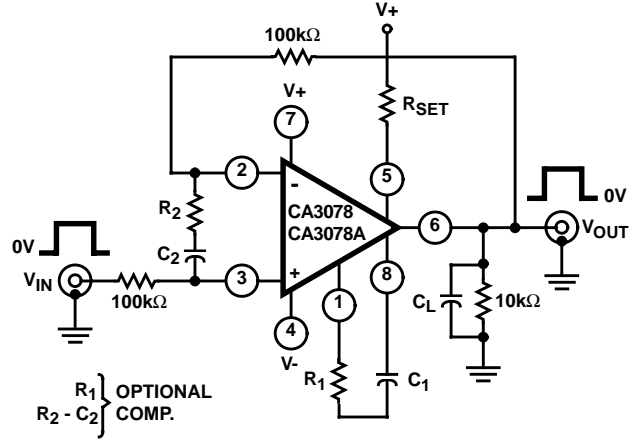 V+
100kΩ
RSET
V+
7
2
5
-
R2
CA3078
CA3078A
6
0V
VOUT
0V
C2
VIN
100kΩ
3
+
8
1
CL
10kΩ
4
V-
R1
C1
R1
R2 - C2
OPTIONAL
COMP.